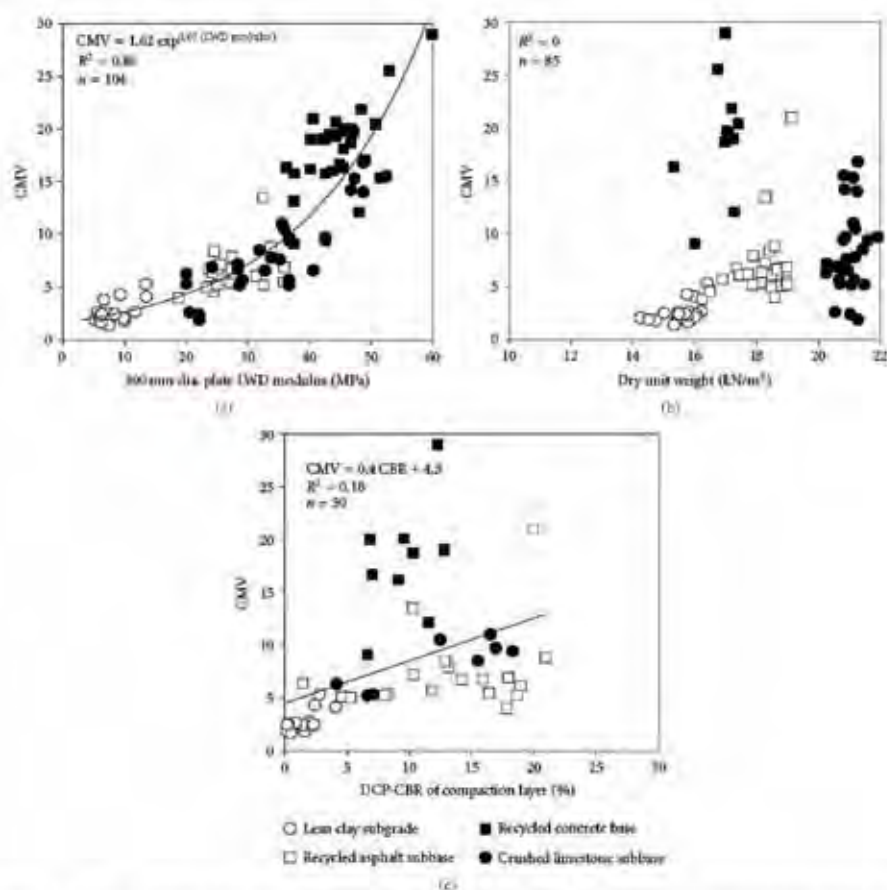 30
25
20
15
10
5
0
CMV
CMV = 1.62 exp
R² = 0.86
n =
0 10 20 30 40 50 60
300 mm dia. plate LWD modulus (MPa)
(a)
30
25
20
15
10
5
0
CMV
R² = 0
n = 85
10 12 14 16 18 20 22
Dry unit weight (kN/m³)
(b)
30
25
20
15
10
5
0
CMV
CMV = 0.4 CBR + 4.3
R² = 0.18
n =
0 5 10 15 20 25 30
DCP-CBR of compaction layer (%)
Lean clay subgrade
Recycled concrete base
Recycled asphalt subbase
Crushed limestone subbase
(c)